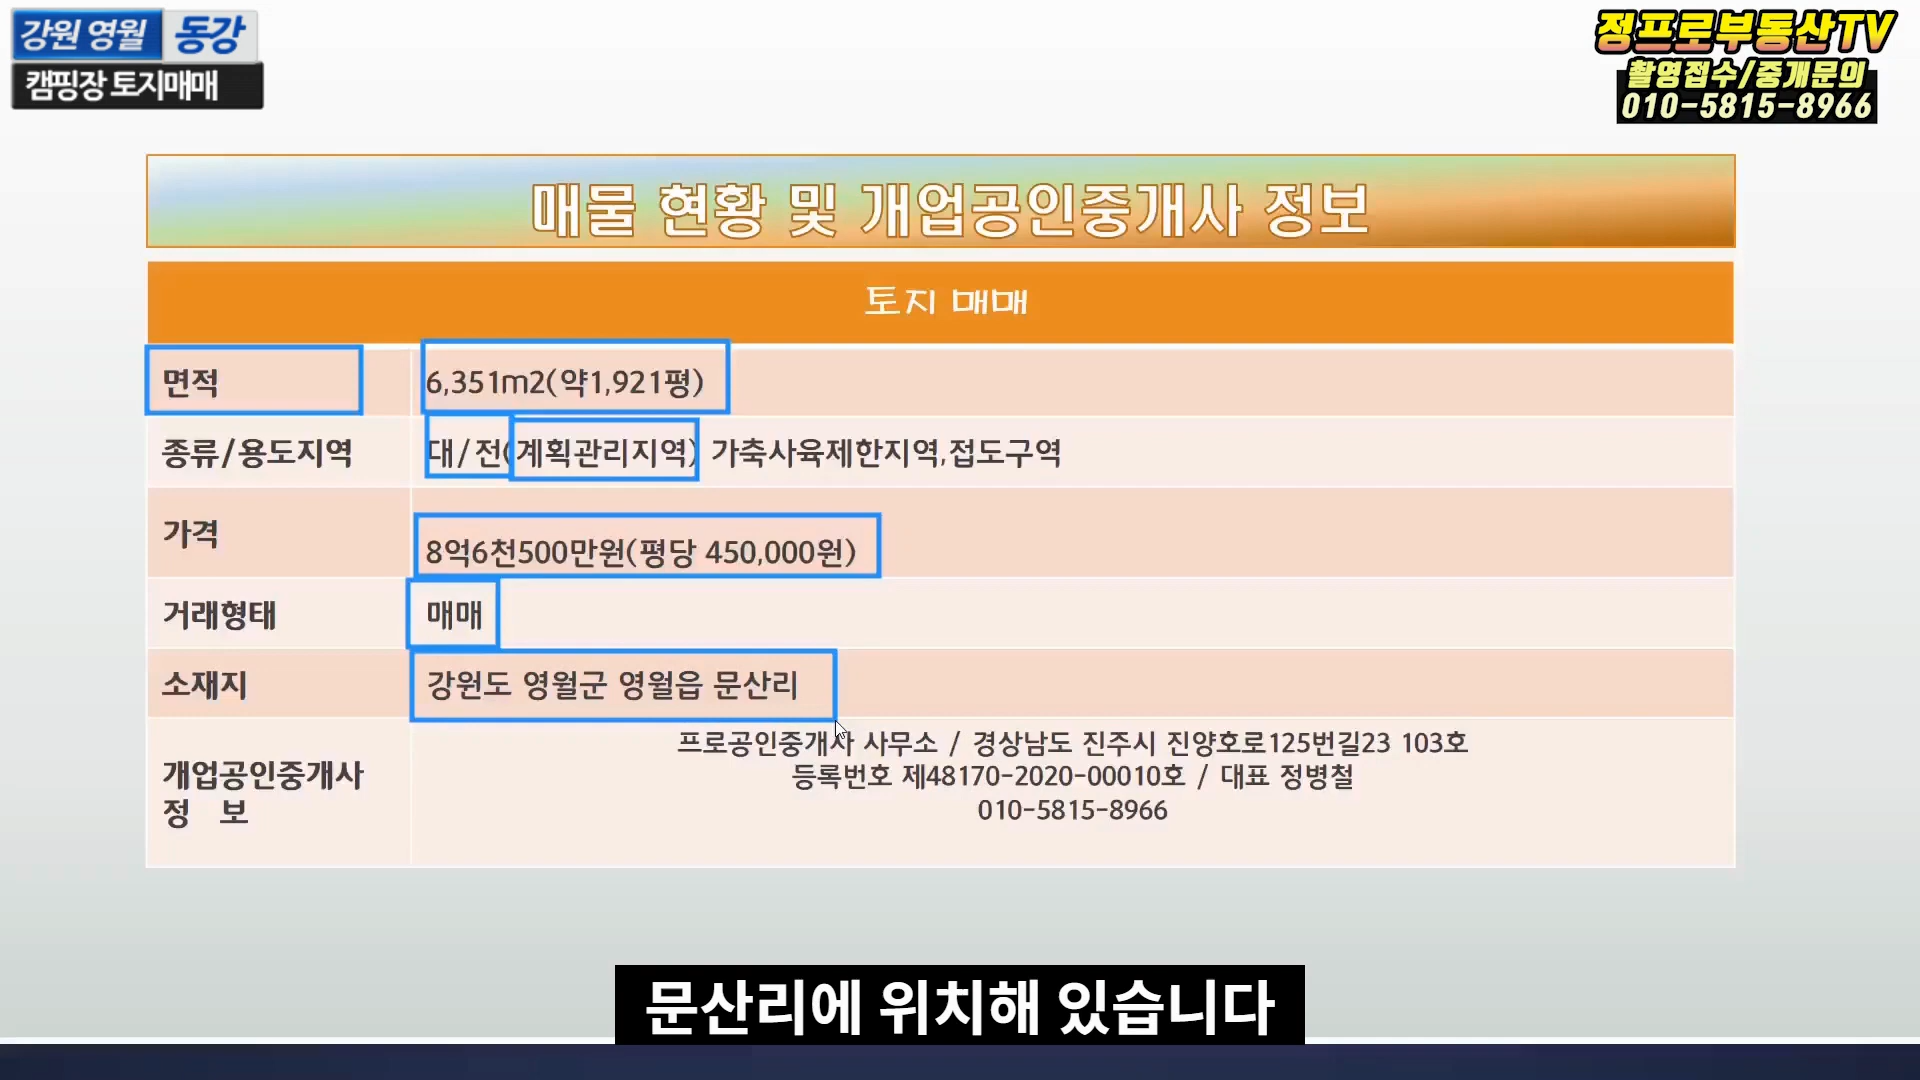 강원 영월 동강
캠핑장 토지매매
정프로부동산TV
촬영접수/중개문의
010-5815-8966
매물 현황 및 개업공인중개사 정보
토지 매매
면적 6,351m2(약1,921평)
종류/용도지역 대/전(계획관리지역) 가축사육제한지역,접도구역
가격 8억6천500만원(평당 450,000원)
거래형태 매매
소재지 강원도 영월군 영월읍 문산리
개업공인중개사
정 보
프로공인중개사 사무소 / 경상남도 진주시 진양호로125번길23 103호
등록번호 제48170-2020-00010호 / 대표 정병철
010-5815-8966
문산리에 위치해 있습니다